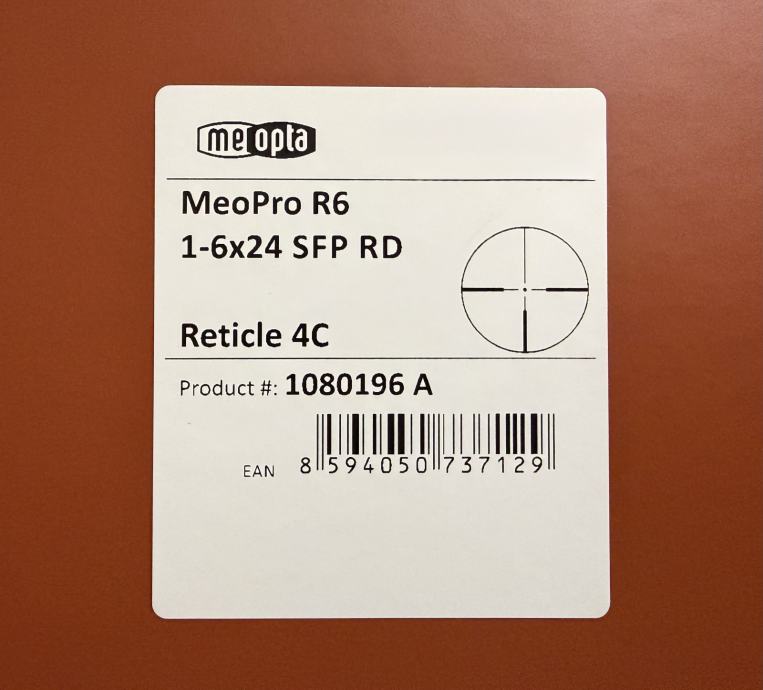 meopta
MeoPro R6
1-6x24 SFP RD
Reticle 4C
Product #: 1080196 A
EAN 8 594050 737129